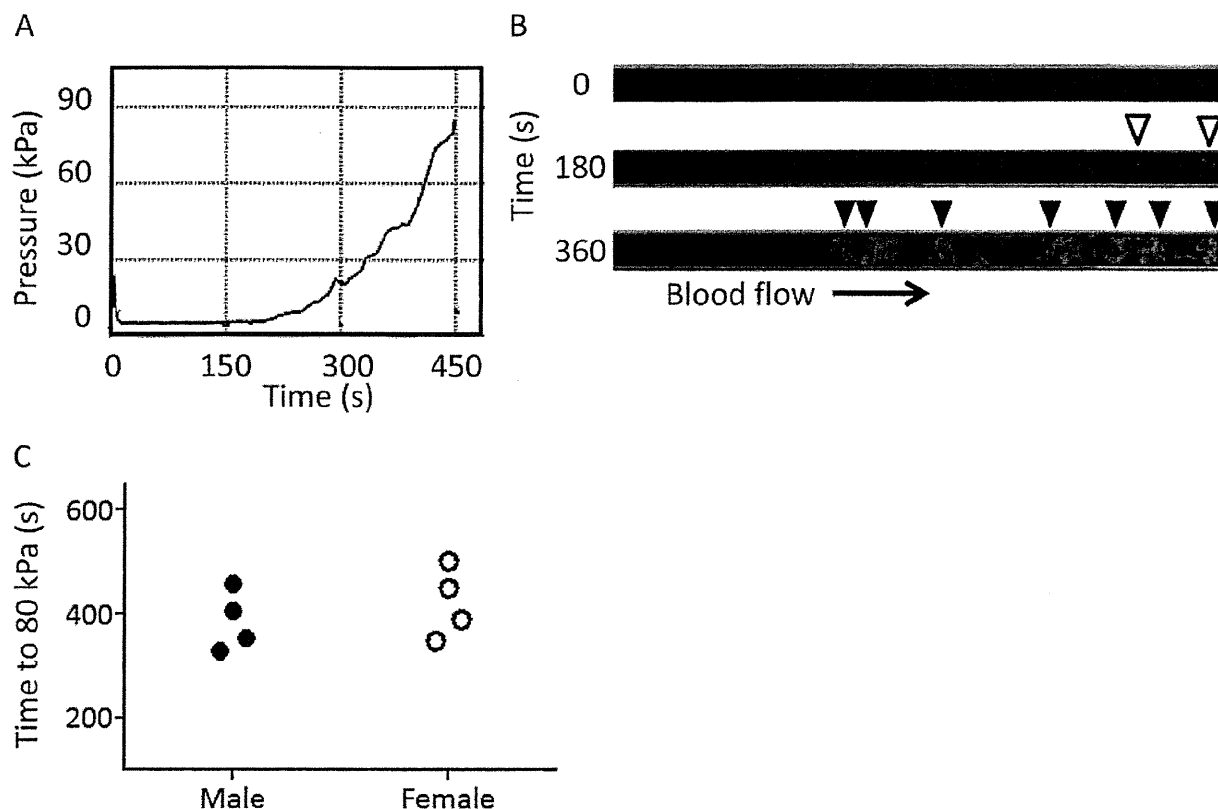 A
Pressure (kPa)
90
60
30
0
0 150 300 450
Time (s)
B
Time (s)
0
180
360
Blood flow
C
Time to 80 kPa (s)
600
400
200
Male Female